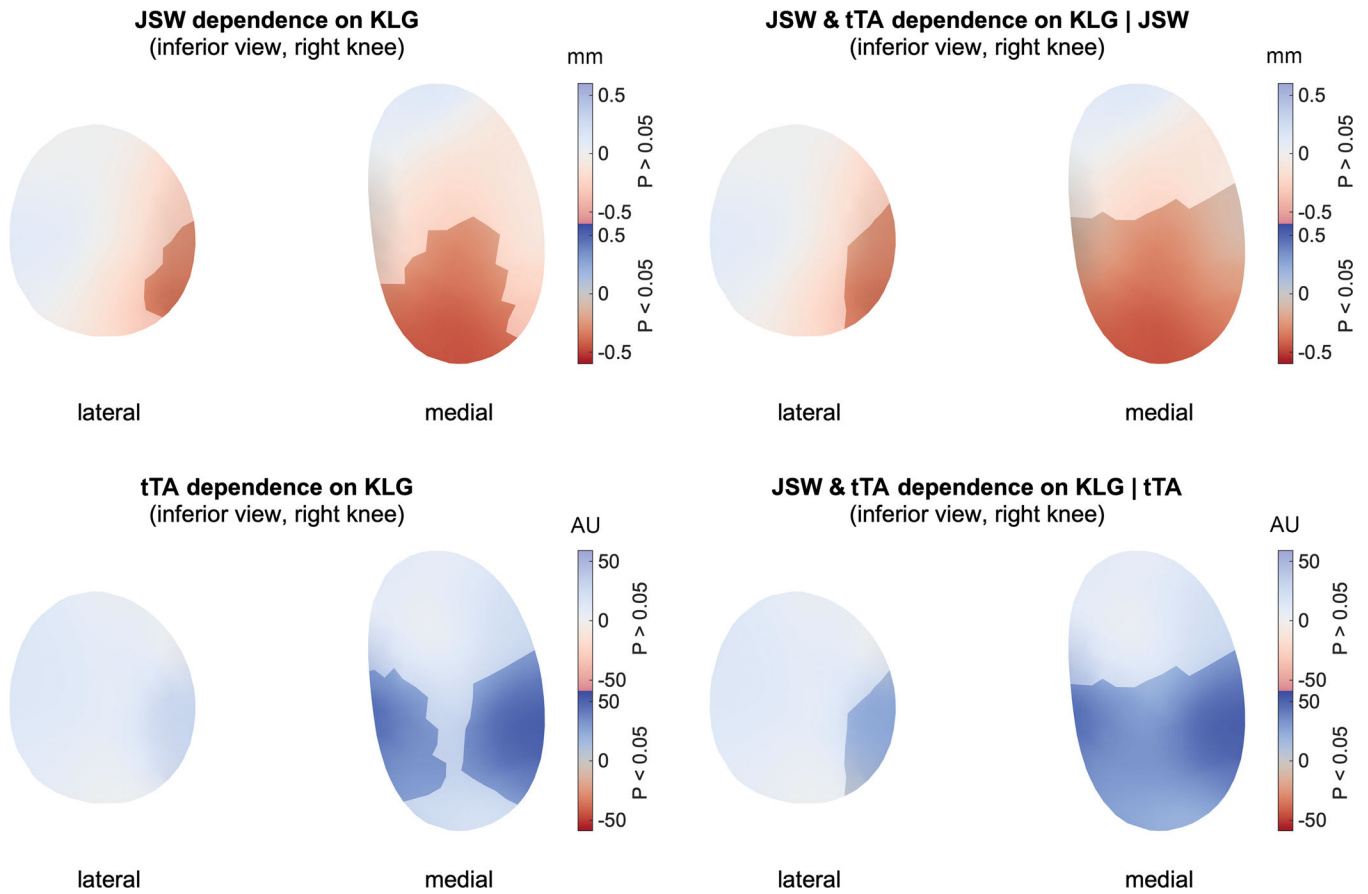 JSW dependence on KLG
(inferior view, right knee)
mm
0.5
0
-0.5
0.5
0
-0.5
P > 0.05
P < 0.05
lateral
medial
JSW & tTA dependence on KLG | JSW
(inferior view, right knee)
mm
0.5
0
-0.5
0.5
0
-0.5
P > 0.05
P < 0.05
lateral
medial
tTA dependence on KLG
(inferior view, right knee)
AU
50
0
-50
50
0
-50
P > 0.05
P < 0.05
lateral
medial
JSW & tTA dependence on KLG | tTA
(inferior view, right knee)
AU
50
0
-50
50
0
-50
P > 0.05
P < 0.05
lateral
medial